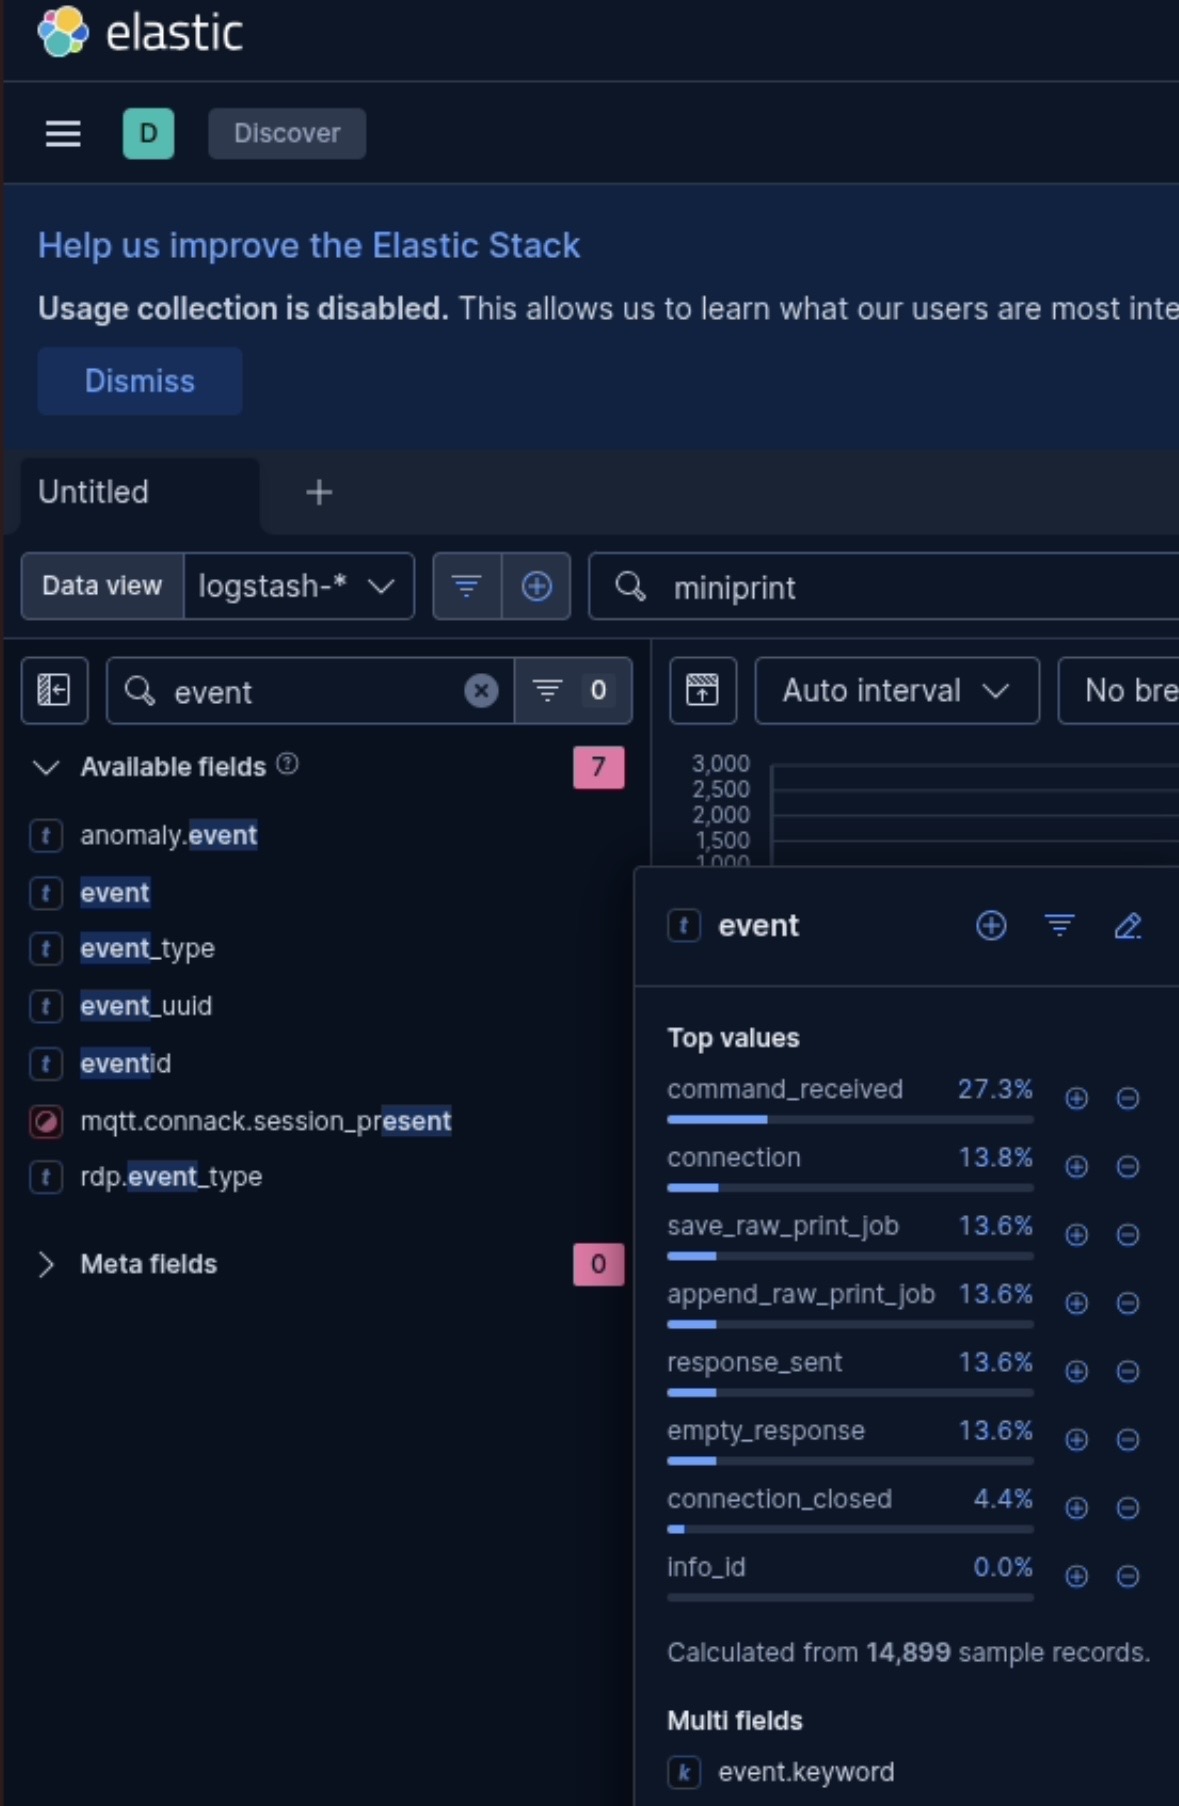 elastic
D Discover
Help us improve the Elastic Stack
Usage collection is disabled. This allows us to learn what our users are most inte
Dismiss
Untitled
Data view logstash-* miniprint
event 0 Auto interval No bre
Available fields 7
3,000
2,500
2,000
1,500
1,000
t anomaly.event
t event
t event_type
t event_uuid
t eventid
mqtt.connack.session_present
t rdp.event_type
Meta fields 0
t event
Top values
command_received 27.3%
connection 13.8%
save_raw_print_job 13.6%
append_raw_print_job 13.6%
response_sent 13.6%
empty_response 13.6%
connection_closed 4.4%
info_id 0.0%
Calculated from 14,899 sample records.
Multi fields
k event.keyword